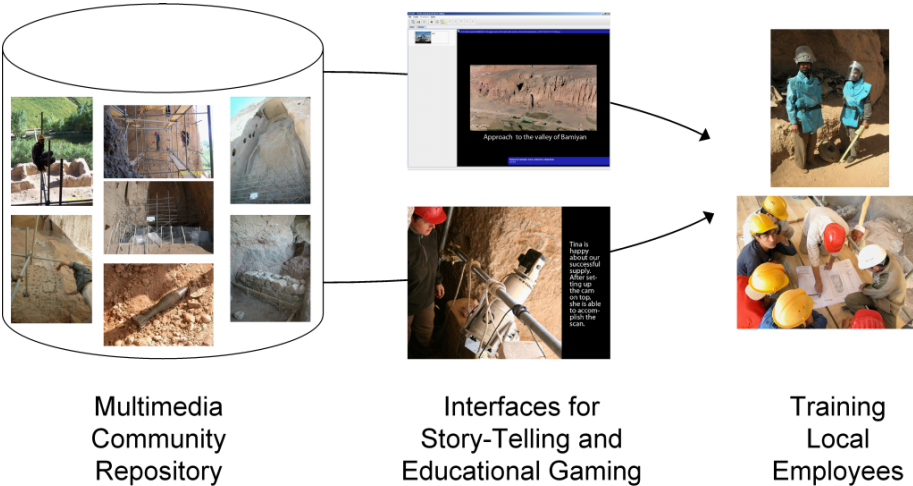 Approach to the valley of Bamiyan
Tina is
happy
about our
successful
supply.
After set-
ting up
the cam
on top,
she is able
to accom-
plish the
scan.
Multimedia
Community
Repository
Interfaces for
Story-Telling and
Educational Gaming
Training
Local
Employees